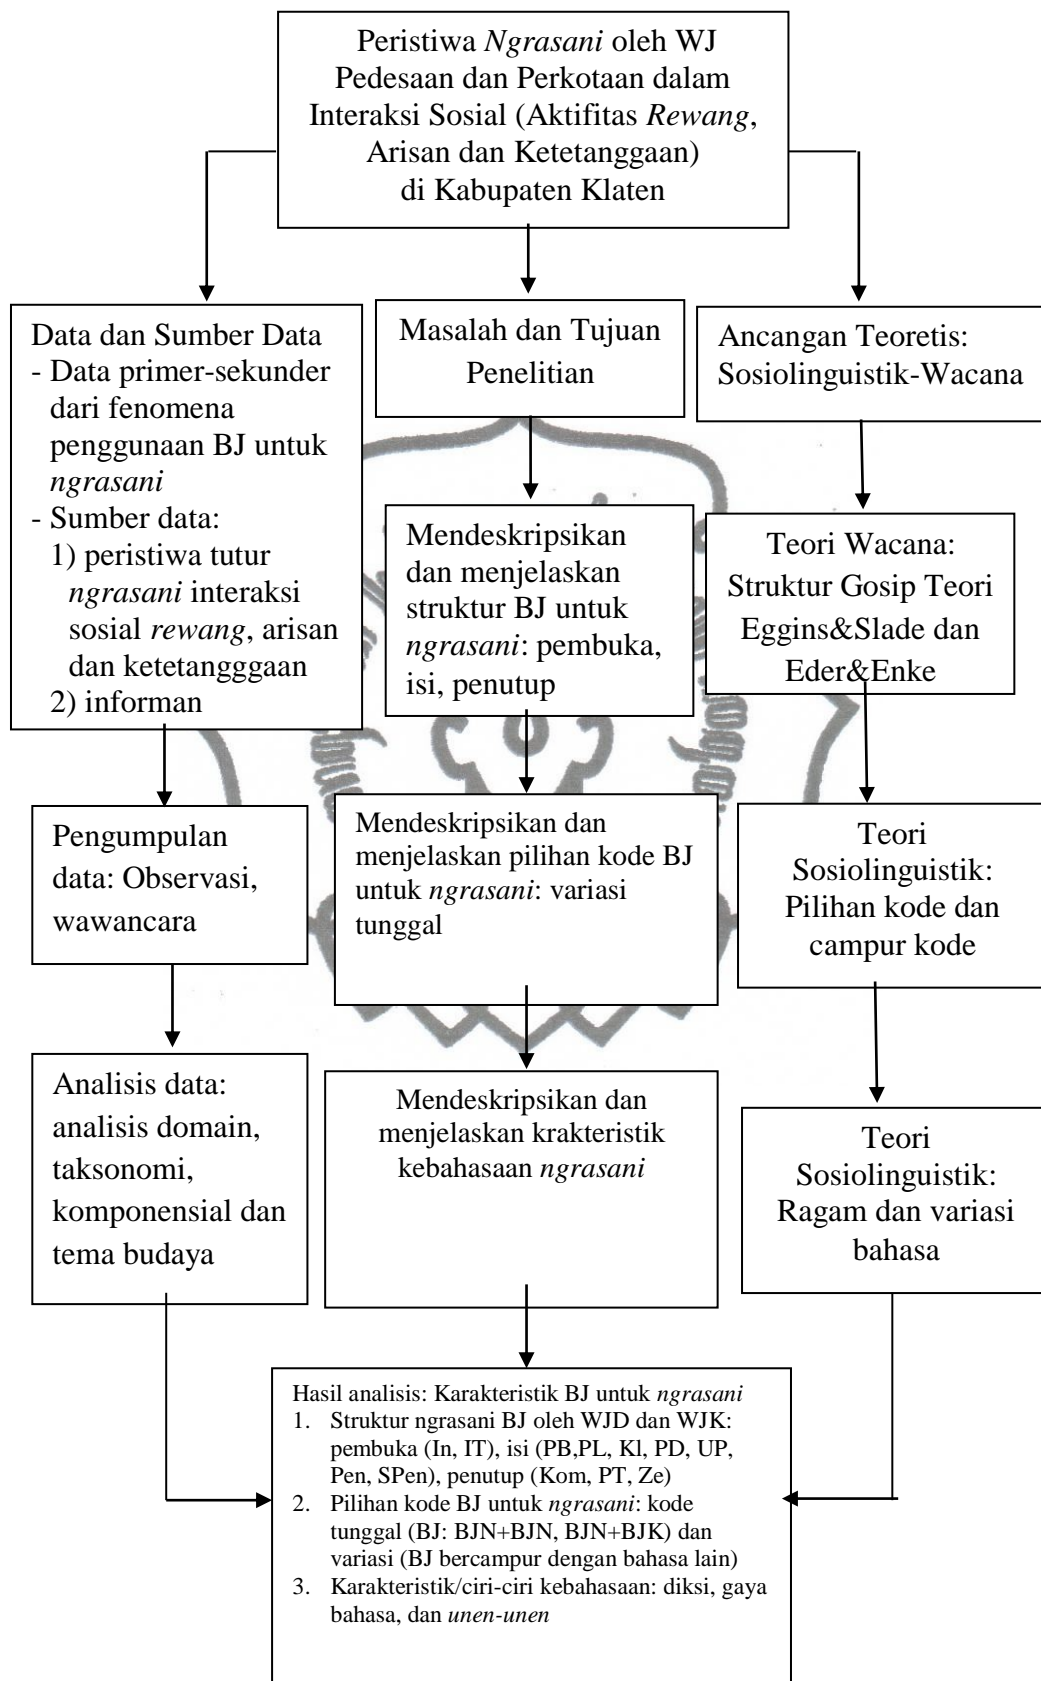 Peristiwa Ngrasani oleh WJ
Pedesaan dan Perkotaan dalam
Interaksi Sosial (Aktifitas Rewang,
Arisan dan Ketetanggaan)
di Kabupaten Klaten
Data dan Sumber Data
- Data primer-sekunder
dari fenomena
penggunaan BJ untuk
ngrasani
- Sumber data:
1) peristiwa tutur
ngrasani interaksi
sosial rewang, arisan
dan ketetangggaan
2) informan
Masalah dan Tujuan
Penelitian
Ancangan Teoretis:
Sosiolinguistik-Wacana
Mendeskripsikan
dan menjelaskan
struktur BJ untuk
ngrasani: pembuka,
isi, penutup
Teori Wacana:
Struktur Gosip Teori
Eggins&Slade dan
Eder&Enke
Pengumpulan
data: Observasi,
wawancara
Mendeskripsikan dan
menjelaskan pilihan kode BJ
untuk ngrasani: variasi
tunggal
Teori
Sosiolinguistik:
Pilihan kode dan
campur kode
Analisis data:
analisis domain,
taksonomi,
komponensial dan
tema budaya
Mendeskripsikan dan
menjelaskan krakteristik
kebahasaan ngrasani
Teori
Sosiolinguistik:
Ragam dan variasi
bahasa
Hasil analisis: Karakteristik BJ untuk ngrasani
1. Struktur ngrasani BJ oleh WJD dan WJK:
pembuka (In, IT), isi (PB,PL, Kl, PD, UP,
Pen, SPen), penutup (Kom, PT, Ze)
2. Pilihan kode BJ untuk ngrasani: kode
tunggal (BJ: BJN+BJN, BJN+BJK) dan
variasi (BJ bercampur dengan bahasa lain)
3. Karakteristik/ciri-ciri kebahasaan: diksi, gaya
bahasa, dan unen-unen